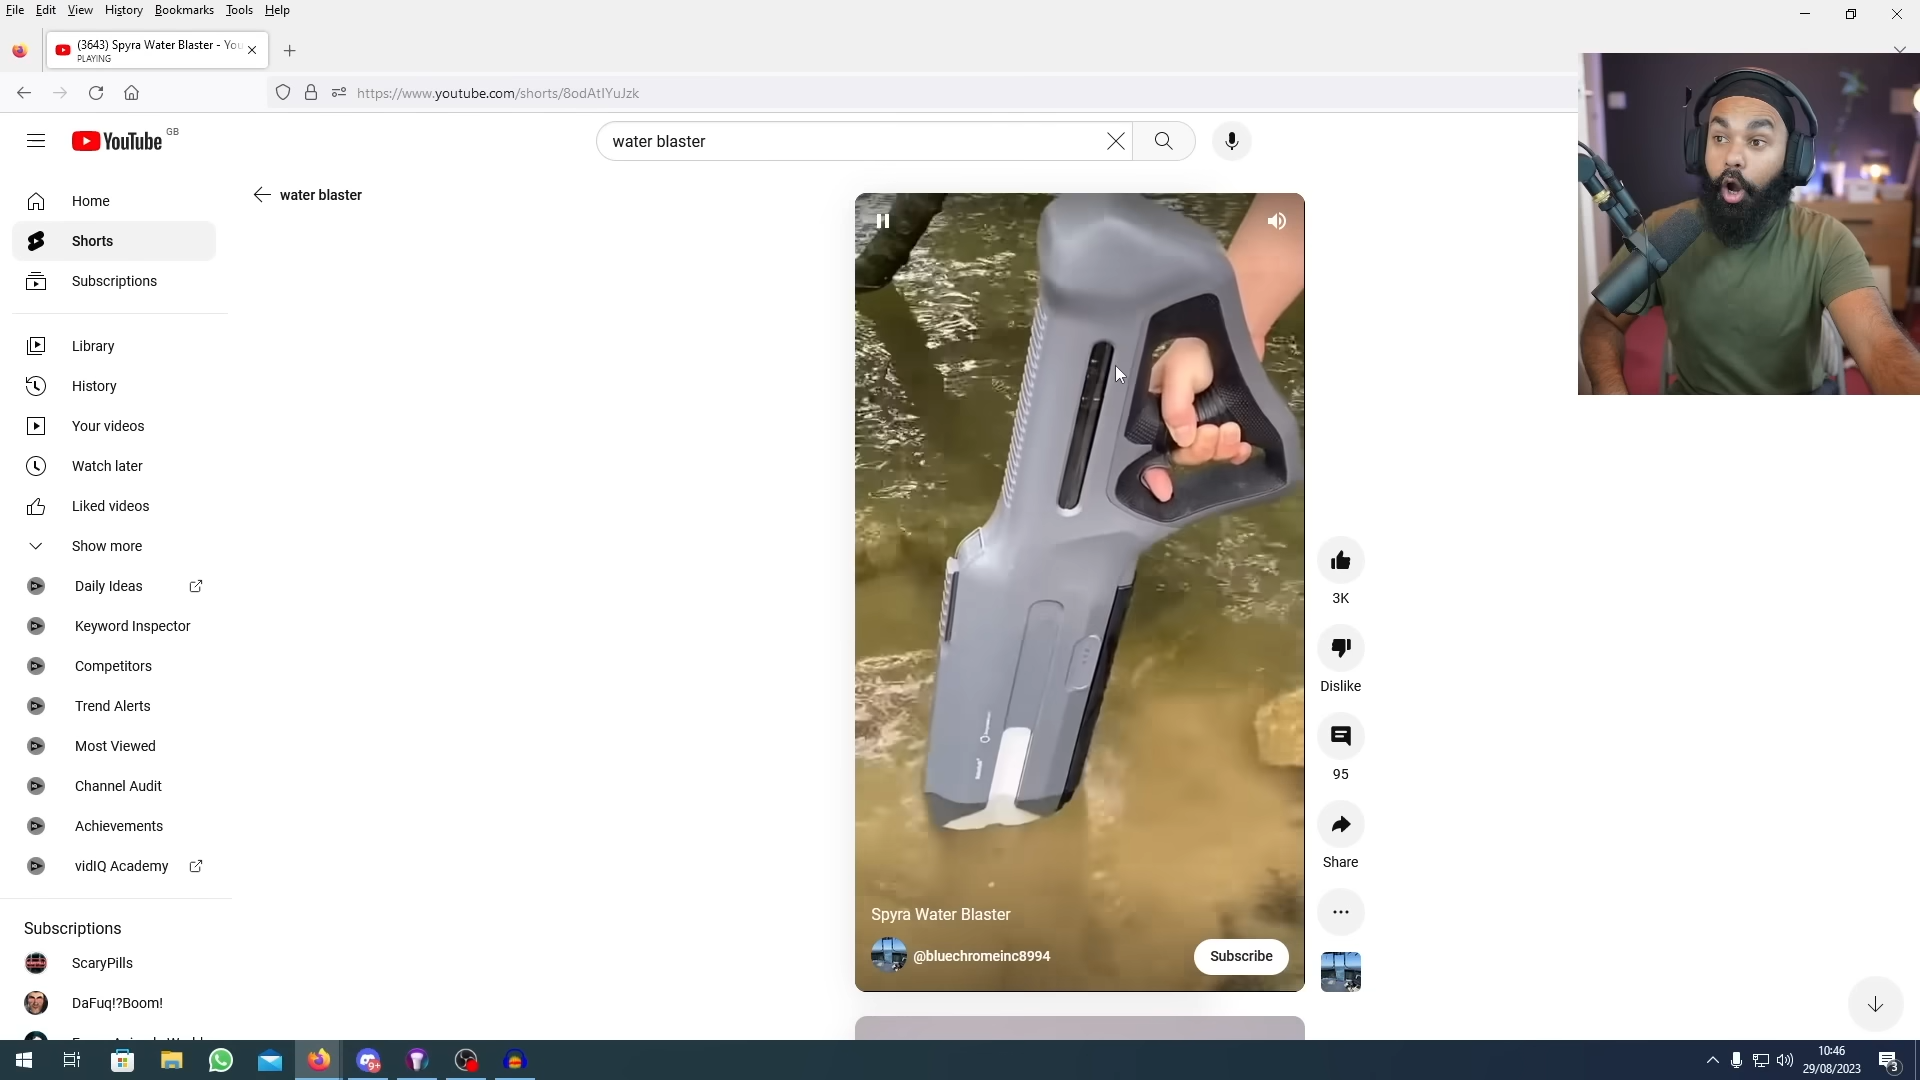 File Edit View History Bookmarks Tools Help
(3643) Spyra Water Blaster - You
PLAYING
https://www.youtube.com/shorts/8odAtIYuJzk
YouTube GB
water blaster
water blaster
Home
Shorts
Subscriptions
Library
History
Your videos
Watch later
Liked videos
Show more
Daily Ideas
Keyword Inspector
Competitors
Trend Alerts
Most Viewed
Channel Audit
Achievements
vidIQ Academy
Subscriptions
ScaryPills
DaFuq!?Boom!
3K
Dislike
95
Share
Spyra Water Blaster
@bluechromeinc8994
Subscribe
9+
10:46
29/08/2023
3